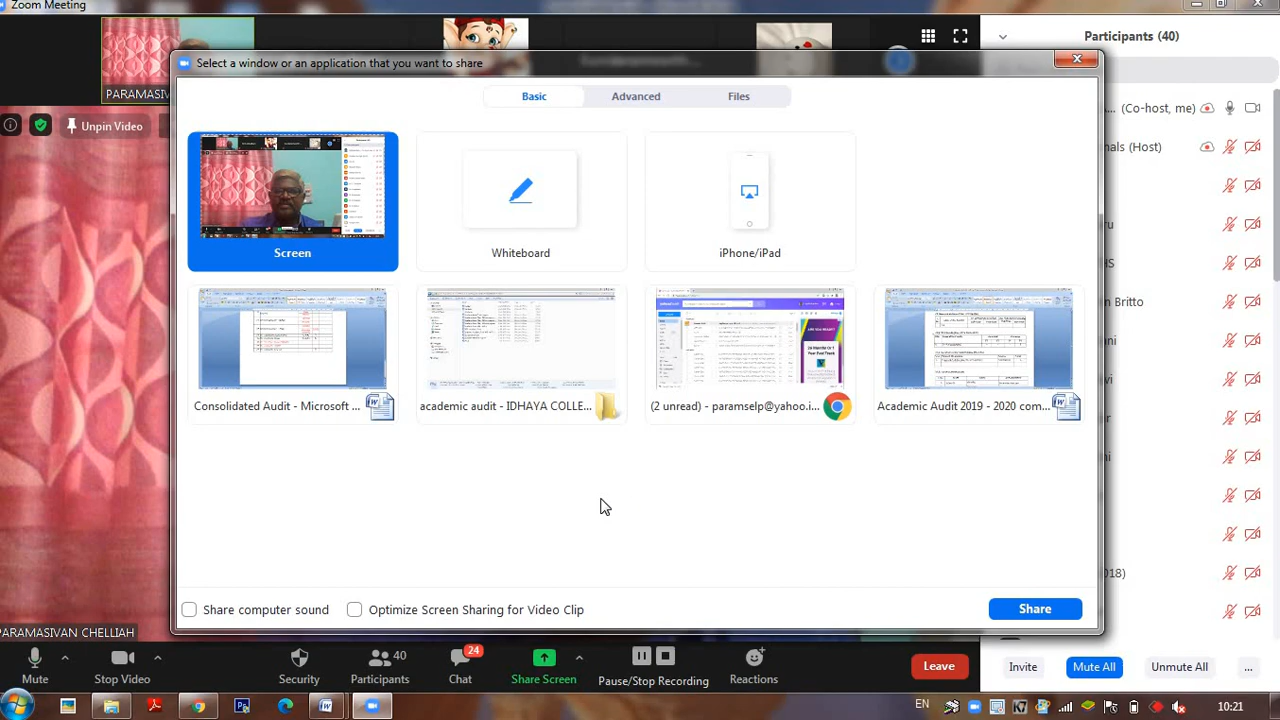 Zoom Meeting
Participants (40)
Select a window or an application that you want to share
Basic
Advanced
Files
PARAMASIV
Unpin Video
(Co-host, me)
(Host)
Screen
Whiteboard
iPhone/iPad
Britto
Consolidated Audit - Microsoft ...
academic audit - IDHAYA COLLE...
(2 unread) - paramselp@yahoo.i...
Academic Audit 2019 - 2020 com...
Share computer sound
Optimize Screen Sharing for Video Clip
Share
PARAMASIVAN CHELLIAH
Mute
Stop Video
Security
40
Participants
24
Chat
Share Screen
Pause/Stop Recording
Reactions
Leave
Invite
Mute All
Unmute All
...
EN
10:21